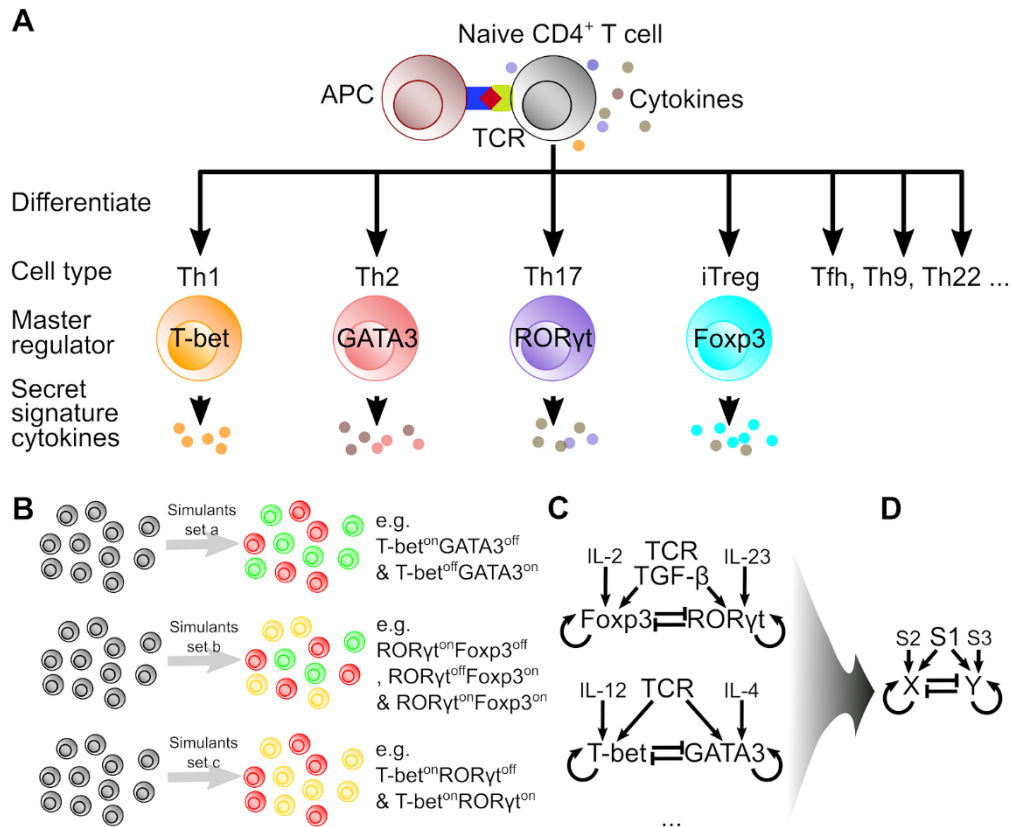 A
Naive CD4⁺ T cell
APC
Cytokines
TCR
Differentiate
Cell type
Th1
Th2
Th17
iTreg
Tfh, Th9, Th22 ...
Master
regulator
T-bet
GATA3
RORγt
Foxp3
Secret
signature
cytokines
B
Simulants
set a
e.g.
T-betᵒⁿGATA3ᵒᶠᶠ
& T-betᵒᶠᶠGATA3ᵒⁿ
Simulants
set b
e.g.
RORγtᵒⁿFoxp3ᵒᶠᶠ
, RORγtᵒᶠᶠFoxp3ᵒⁿ
& RORγtᵒⁿFoxp3ᵒⁿ
Simulants
set c
e.g.
T-betᵒⁿRORγtᵒᶠᶠ
& T-betᵒⁿRORγtᵒⁿ
C
IL-2
TCR
TGF-β
IL-23
Foxp3
RORγt
IL-12
TCR
IL-4
T-bet
GATA3
...
D
S2
S1
S3
X
Y